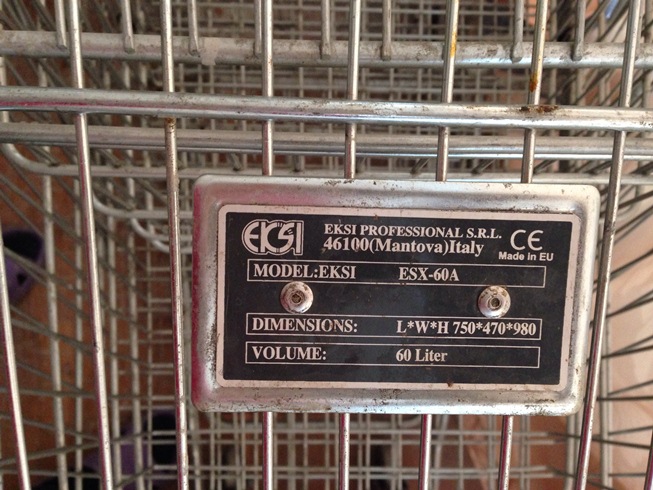 EKSI
EKSI PROFESSIONAL S.R.L.
46100(Mantova)Italy
CE
Made in EU
MODEL:EKSI ESX-60A
DIMENSIONS: L*W*H 750*470*980
VOLUME: 60 Liter